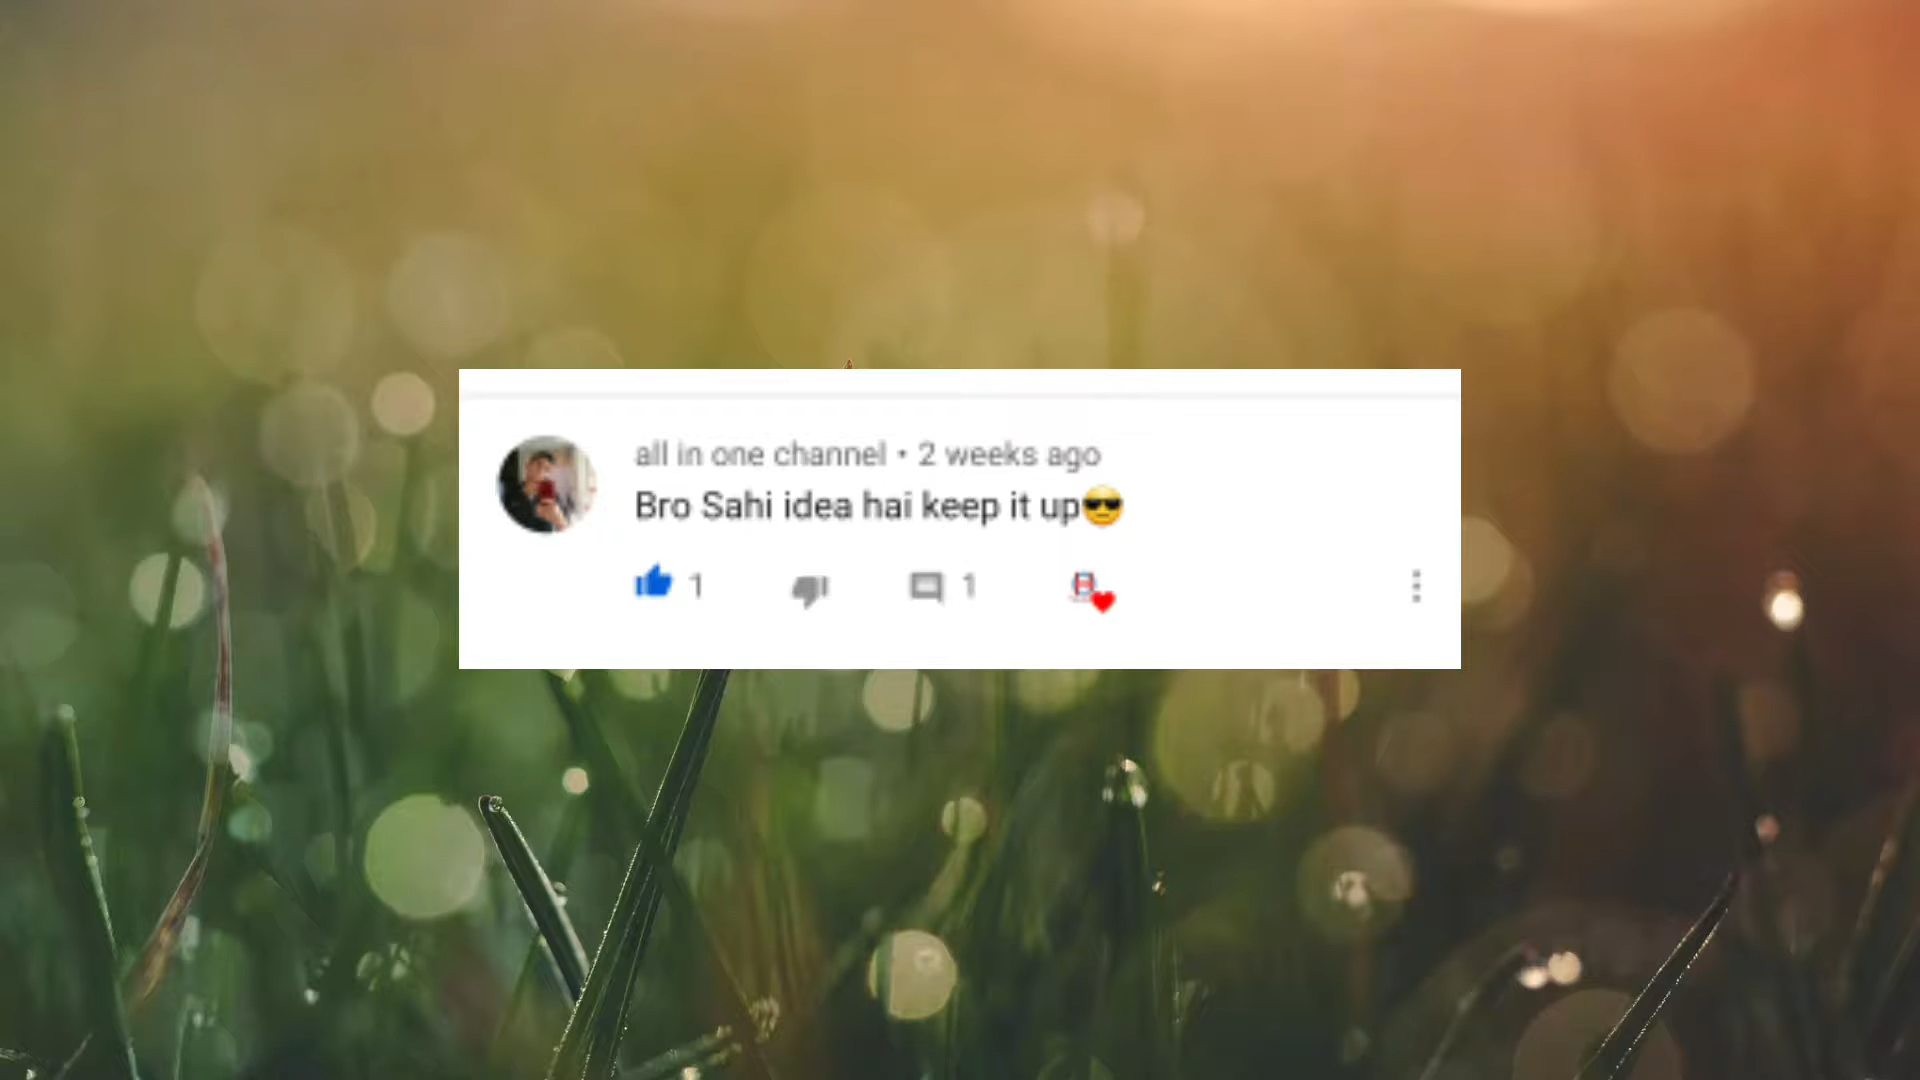 all in one channel • 2 weeks ago
Bro Sahi idea hai keep it up😎
1 1